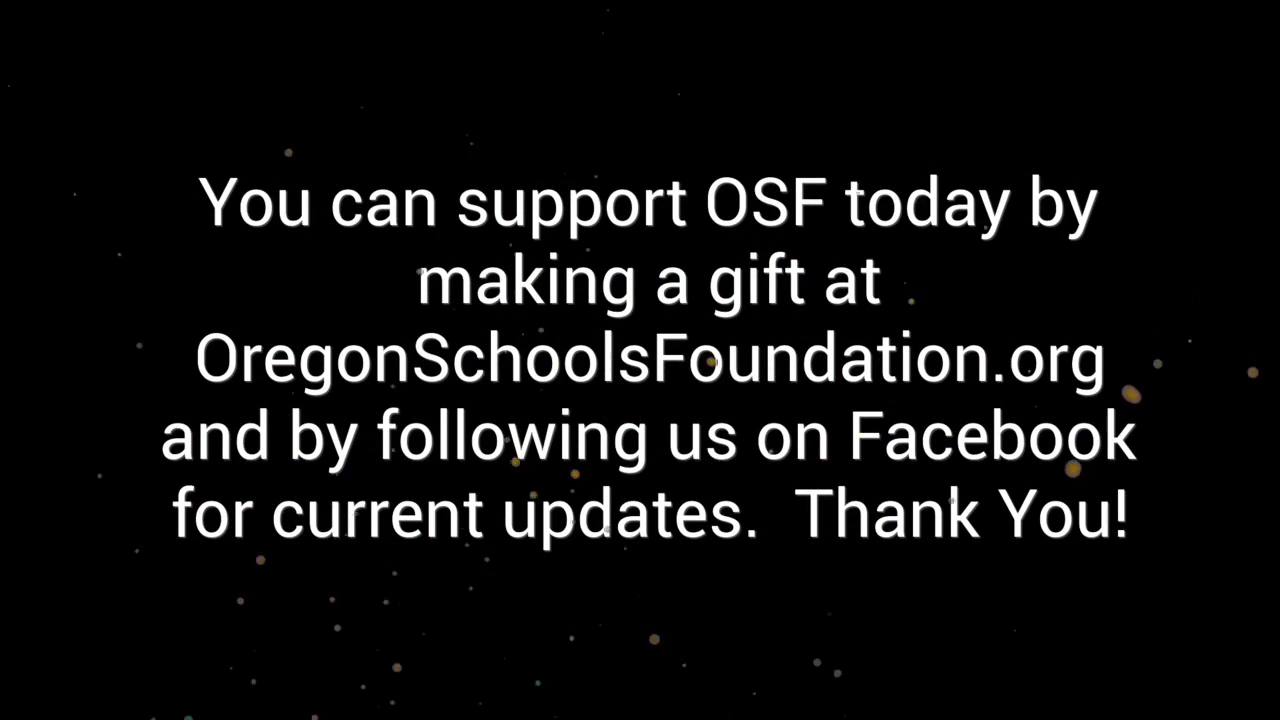 You can support OSF today by
making a gift at
OregonSchoolsFoundation.org
and by following us on Facebook
for current updates.  Thank You!